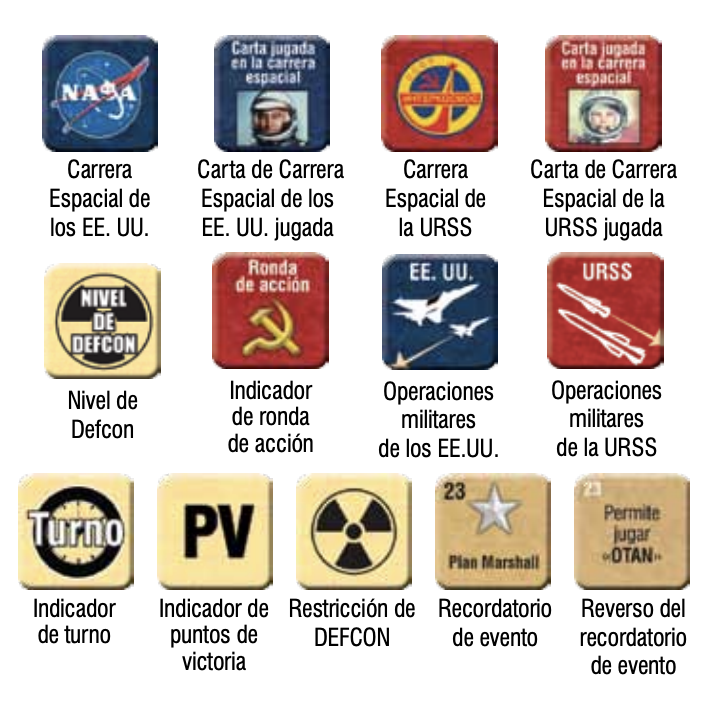 NASA
Carta jugada
en la carrera
espacial
ИНТЕРКОСМОС
Carta jugada
en la carrera
espacial
Carrera
Espacial de
los EE. UU.
Carta de Carrera
Espacial de los
EE. UU. jugada
Carrera
Espacial de
la URSS
Carta de Carrera
Espacial de la
URSS jugada
NIVEL
DE
DEFCON
Ronda
de acción
EE. UU.
URSS
Nivel de
Defcon
Indicador
de ronda
de acción
Operaciones
militares
de los EE.UU.
Operaciones
militares
de la URSS
Turno
PV
23
Plan Marshall
23
Permite
jugar
«OTAN»
Indicador
de turno
Indicador de
puntos de
victoria
Restricción de
DEFCON
Recordatorio
de evento
Reverso del
recordatorio
de evento